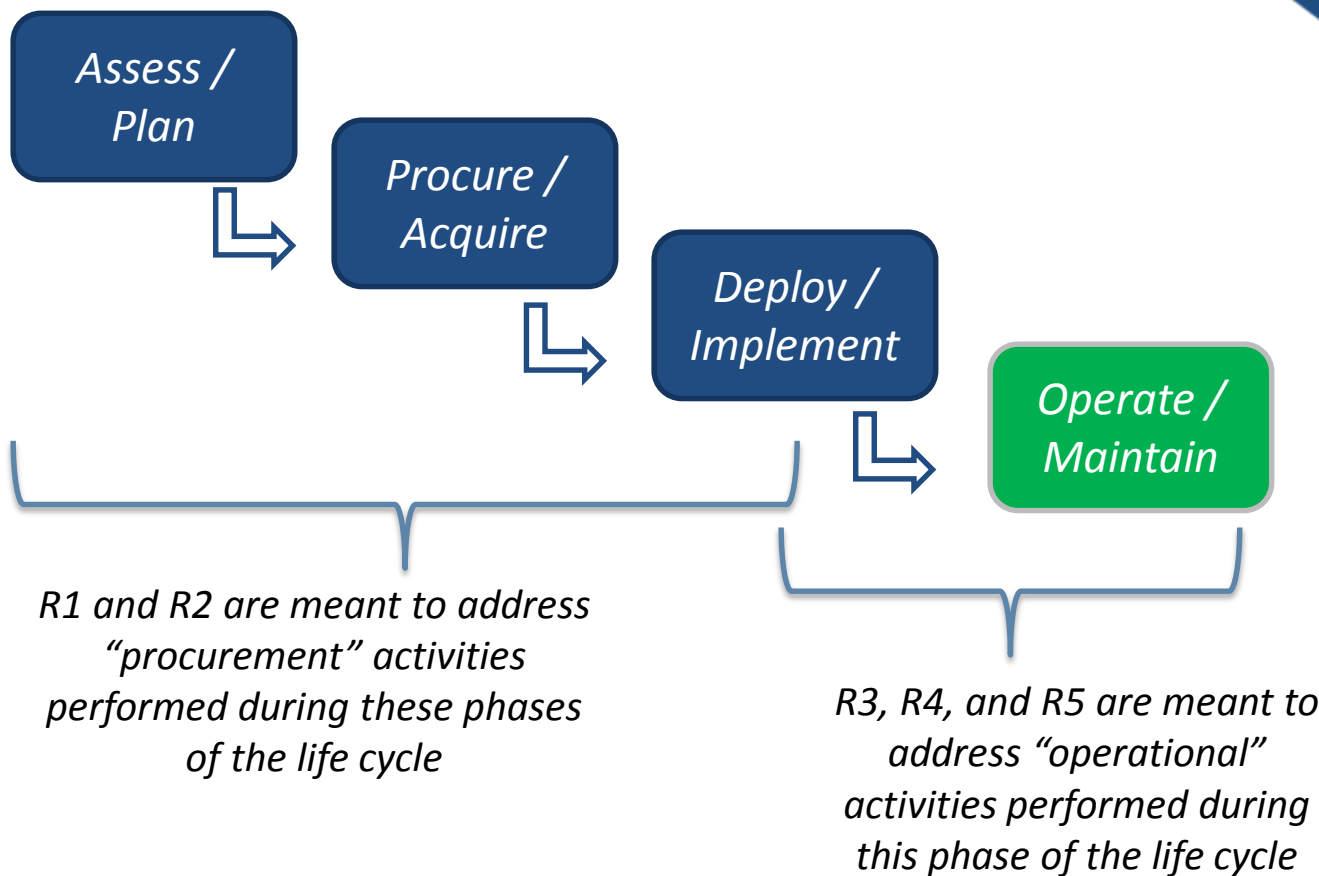 Assess /
Plan
Procure /
Acquire
Deploy /
Implement
Operate /
Maintain
R1 and R2 are meant to address
“procurement” activities
performed during these phases
of the life cycle
R3, R4, and R5 are meant to
address “operational”
activities performed during
this phase of the life cycle